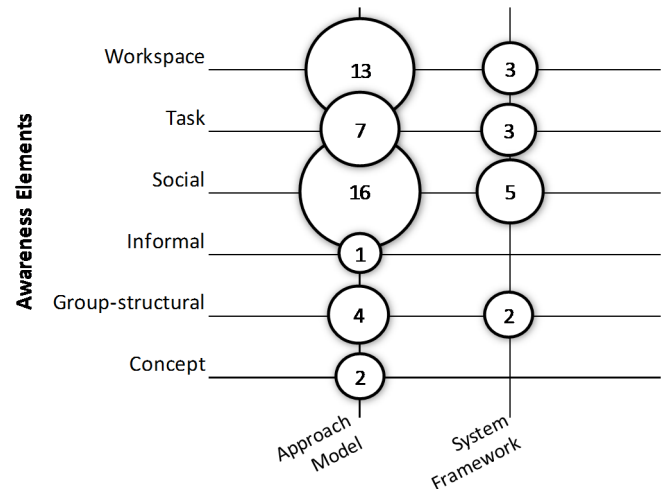 Awareness Elements
Workspace
13
3
Task
7
3
Social
16
5
Informal
1
Group-structural
4
2
Concept
2
Approach
Model
System
Framework